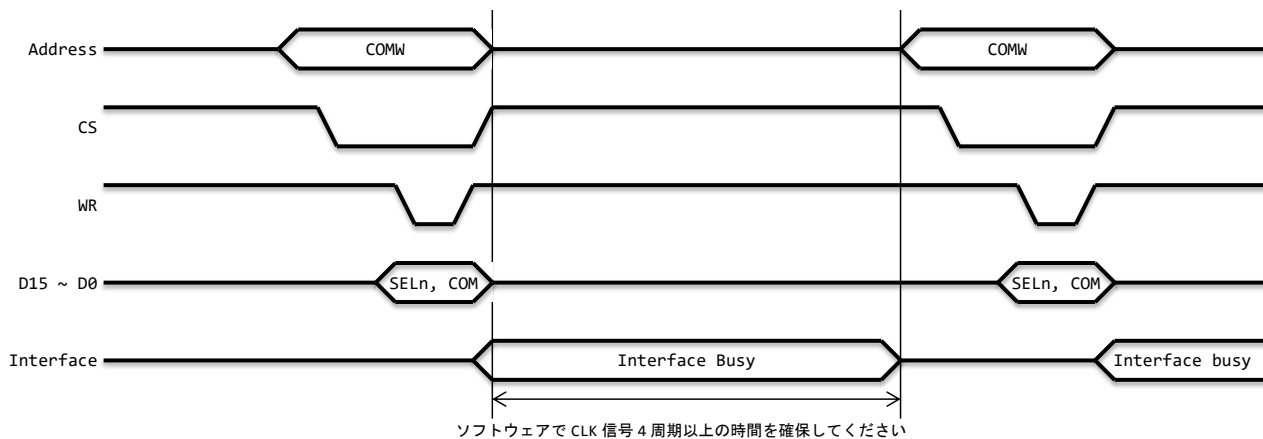 Address COMW COMW
CS
WR
D15 ~ D0 SELn, COM SELn, COM
Interface Interface Busy Interface busy
ソフトウェアで CLK 信号 4 周期以上の時間を確保してください